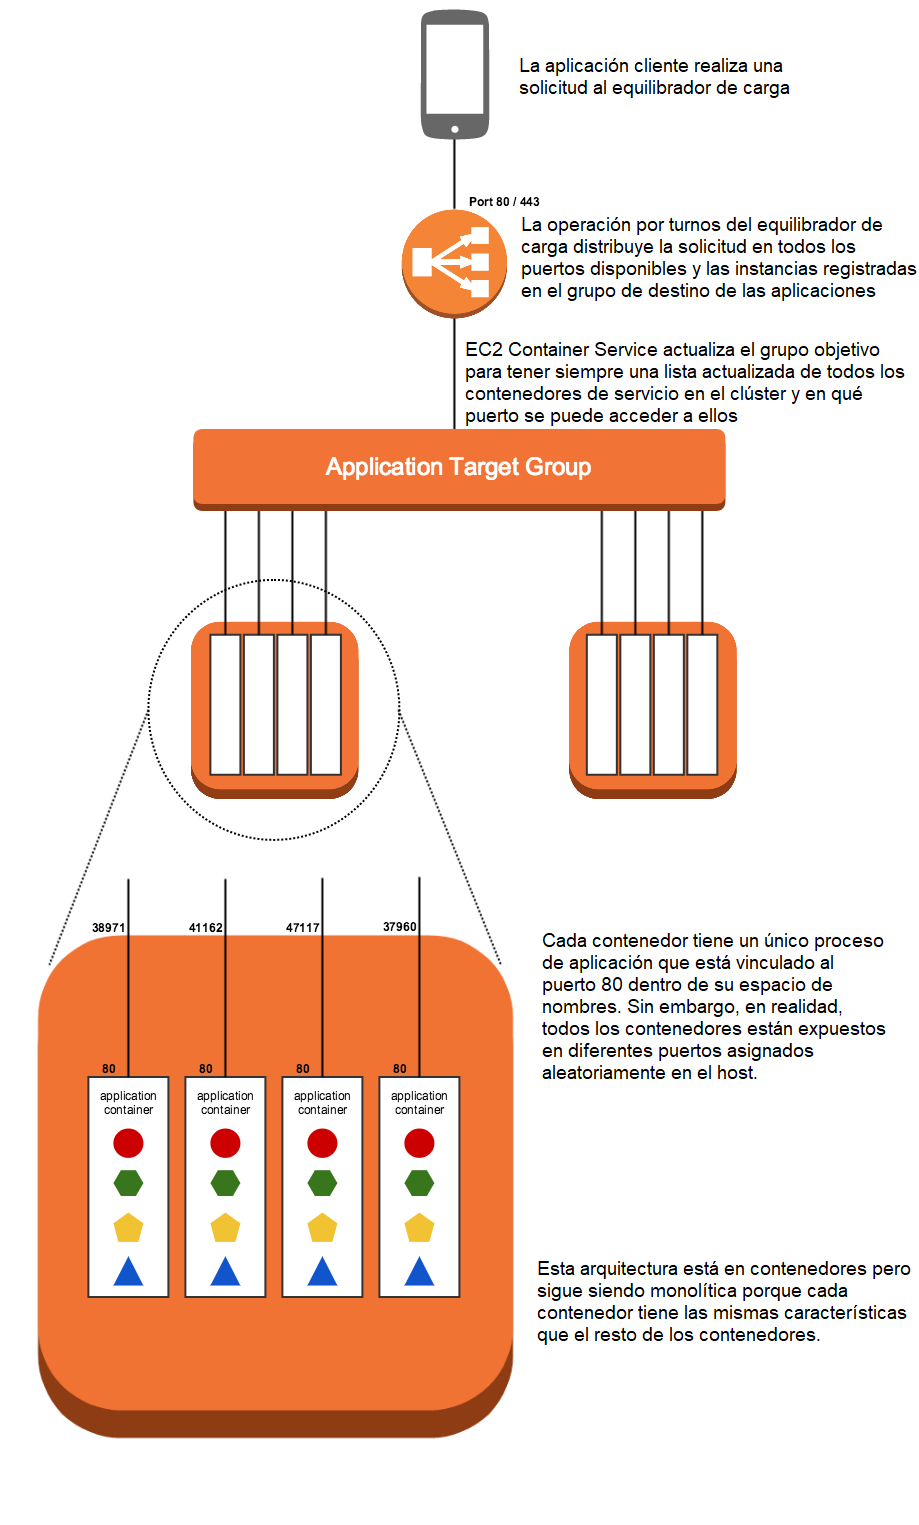 La aplicación cliente realiza una
solicitud al equilibrador de carga
Port 80 / 443
La operación por turnos del equilibrador de
carga distribuye la solicitud en todos los
puertos disponibles y las instancias registradas
en el grupo de destino de las aplicaciones
EC2 Container Service actualiza el grupo objetivo
para tener siempre una lista actualizada de todos los
contenedores de servicio en el clúster y en qué
puerto se puede acceder a ellos
Application Target Group
38971
41162
47117
37960
Cada contenedor tiene un único proceso
de aplicación que está vinculado al
puerto 80 dentro de su espacio de
nombres. Sin embargo, en realidad,
todos los contenedores están expuestos
en diferentes puertos asignados
aleatoriamente en el host.
80
80
80
80
application
container
application
container
application
container
application
container
Esta arquitectura está en contenedores pero
sigue siendo monolítica porque cada
contenedor tiene las mismas características
que el resto de los contenedores.